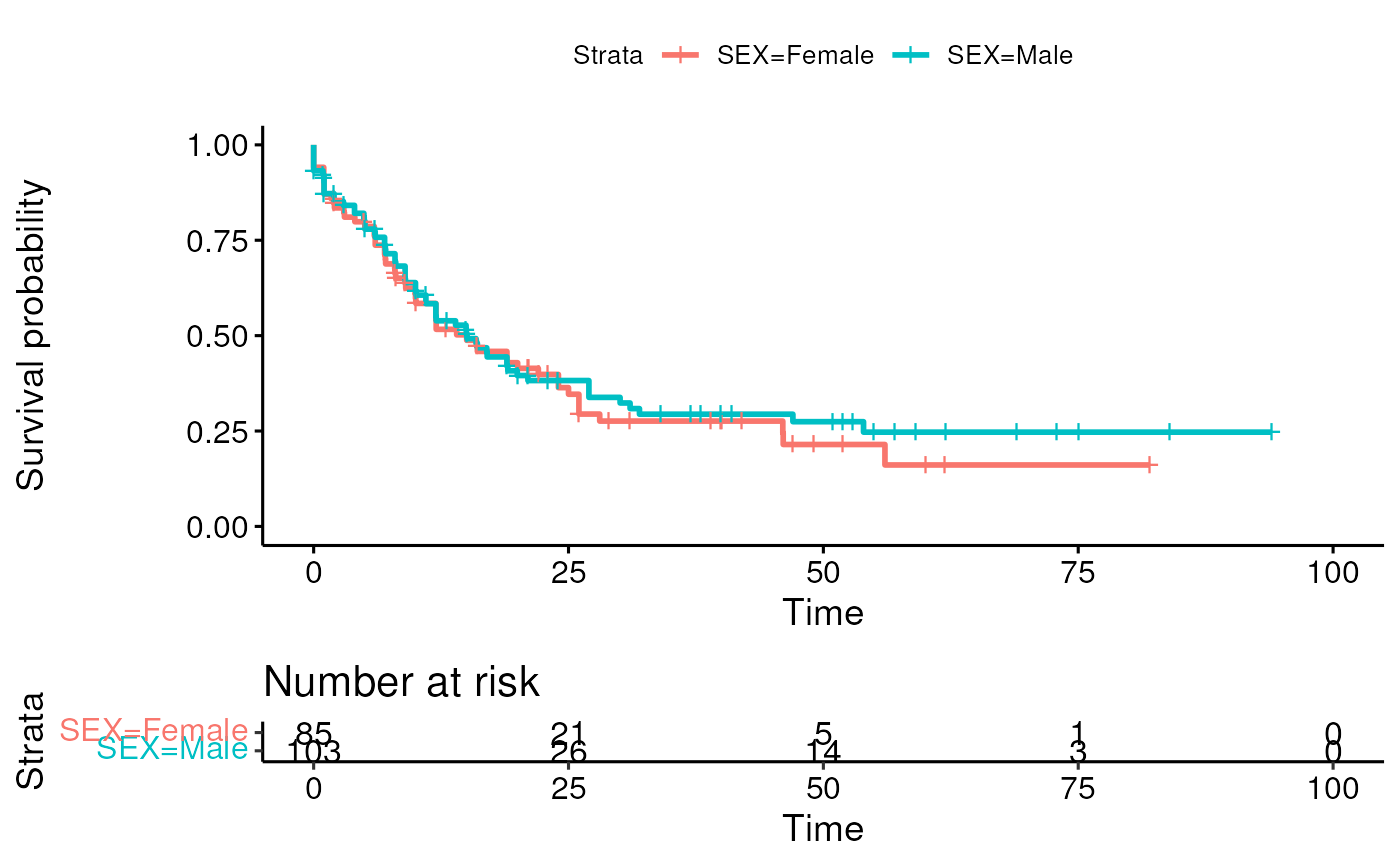 Strata SEX=Female SEX=Male
Survival probability
1.00
0.75
0.50
0.25
0.00
0 25 50 75 100
Time
Number at risk
Strata
SEX=Female 85 21 5 1 0
SEX=Male 103 26 14 3 0
0 25 50 75 100
Time